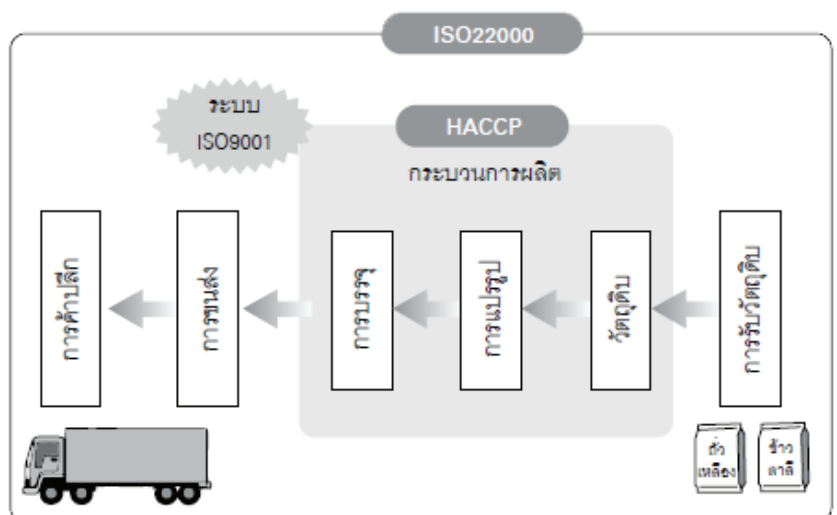 ISO22000
ระบบ
ISO9001
HACCP
กระบวนการผลิต
การค้าปลีก
การขนส่ง
การบรรจุ
การแปรรูป
วัตถุดิบ
การรับวัตถุดิบ
ถั่ว
เหลือง
ข้าว
สาลี